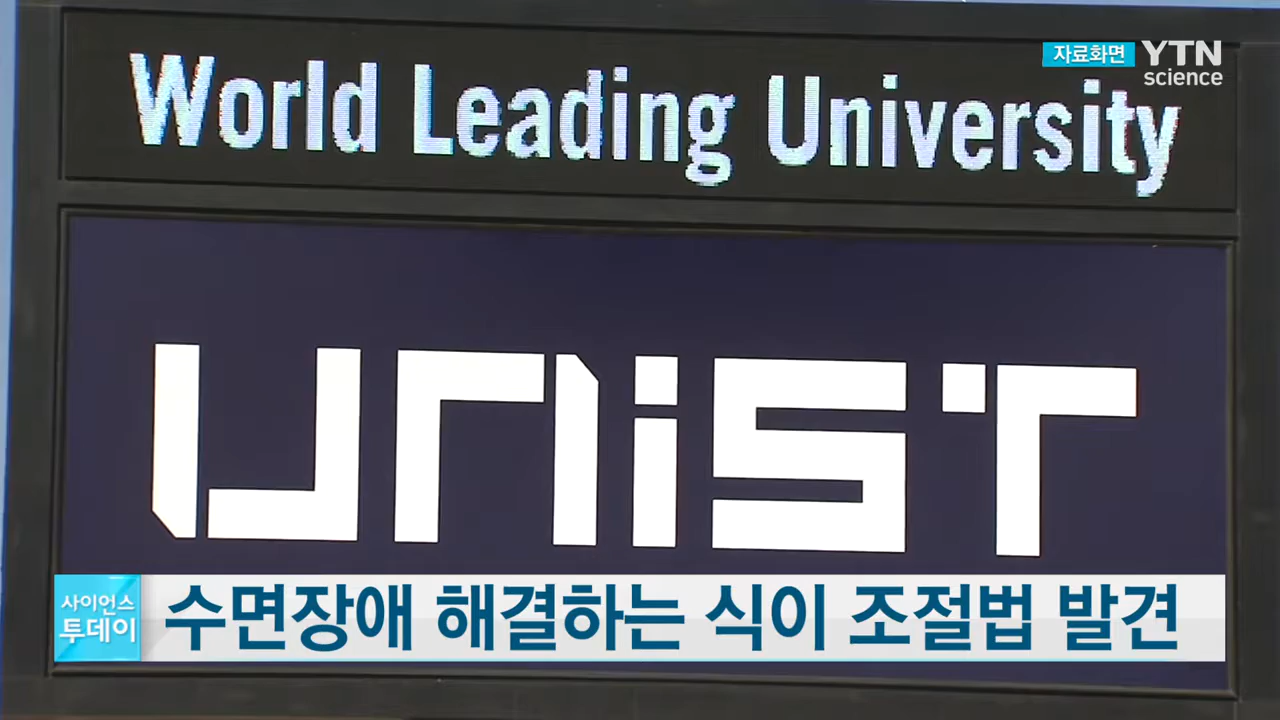 자료화면
YTN
science
World Leading University
UNIST
사이언스
투데이
수면장애 해결하는 식이 조절법 발견